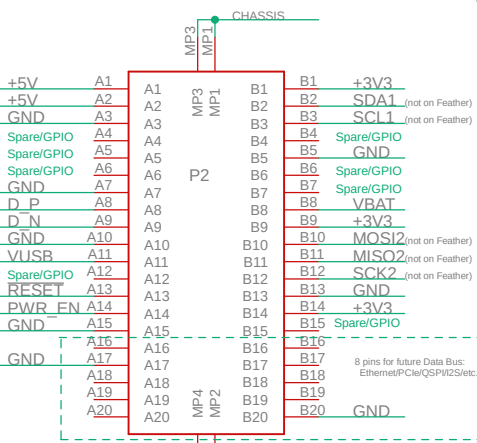 CHASSIS
MP3 MP1
+5V A1 A1 B1 B1 +3V3
+5V A2 A2 MP3 MP1 B2 B2 SDA1 (not on Feather)
GND A3 A3 B3 B3 SCL1 (not on Feather)
Spare/GPIO A4 A4 B4 B4 Spare/GPIO
Spare/GPIO A5 A5 B5 B5 GND
Spare/GPIO A6 A6 P2 B6 B6 Spare/GPIO
GND A7 A7 B7 B7 Spare/GPIO
D_P A8 A8 B8 B8 VBAT
D_N A9 A9 B9 B9 +3V3
GND A10 A10 B10 B10 MOSI2 (not on Feather)
VUSB A11 A11 B11 B11 MISO2 (not on Feather)
Spare/GPIO A12 A12 B12 B12 SCK2 (not on Feather)
RESET A13 A13 B13 B13 GND
PWR_EN A14 A14 B14 B14 +3V3
GND A15 A15 B15 B15 Spare/GPIO
A16 A16 B16 B16
GND A17 A17 B17 B17 8 pins for future Data Bus:
A18 A18 B18 B18 Ethernet/PCIe/QSPI/I2S/etc.
A19 A19 MP4 MP2 B19 B19
A20 A20 B20 B20 GND